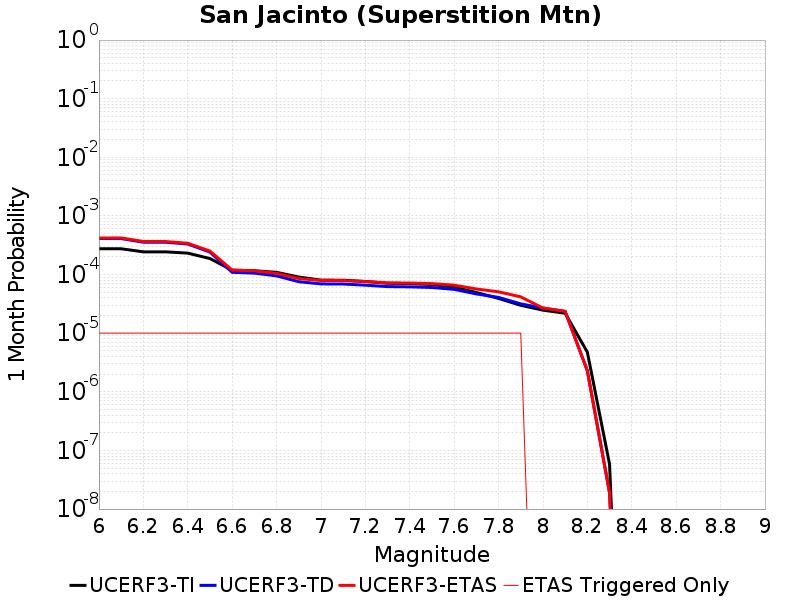 San Jacinto (Superstition Mtn)
10^0
10^-1
10^-2
10^-3
10^-4
10^-5
10^-6
10^-7
10^-8
1 Month Probability
6 6.2 6.4 6.6 6.8 7 7.2 7.4 7.6 7.8 8 8.2 8.4 8.6 8.8 9
Magnitude
UCERF3-TI UCERF3-TD UCERF3-ETAS ETAS Triggered Only